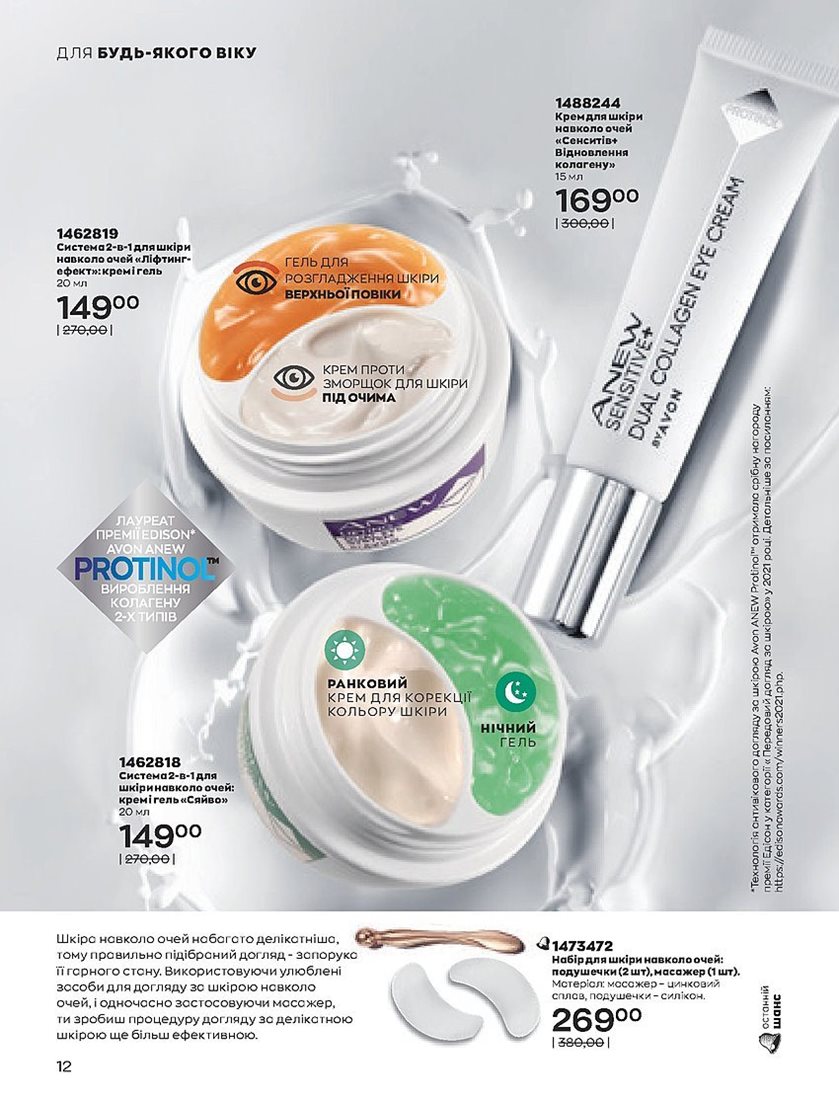 ДЛЯ БУДЬ-ЯКОГО ВІКУ
1488244
Крем для шкіри
навколо очей
«Сенситів+
Відновлення
колагену»
15 мл
169⁰⁰
|300,00|
1462819
Система 2-в-1 для шкіри
навколо очей «Ліфтинг-
ефект»: крем і гель
20 мл
149⁰⁰
|270,00|
ГЕЛЬ ДЛЯ
РОЗГЛАДЖЕННЯ ШКІРИ
ВЕРХНЬОЇ ПОВІКИ
КРЕМ ПРОТИ
ЗМОРЩОК ДЛЯ ШКІРИ
ПІД ОЧИМА
ANEW
PROTINOL
ANEW
SENSITIVE+
DUAL COLLAGEN EYE CREAM
BY AVON
ЛАУРЕАТ
ПРЕМІЇ EDISON*
AVON ANEW
PROTINOL™
ВИРОБЛЕННЯ
КОЛАГЕНУ
2-Х ТИПІВ
РАНКОВИЙ
КРЕМ ДЛЯ КОРЕКЦІЇ
КОЛЬОРУ ШКІРИ
НІЧНИЙ
ГЕЛЬ
1462818
Система 2-в-1 для
шкіри навколо очей:
крем і гель «Сяйво»
20 мл
149⁰⁰
|270,00|
*Технологія антивікового догляду за шкірою Avon ANEW Protinol™ отримала срібну нагороду
премії Едісон у категорії «Передовий догляд за шкірою» у 2021 році. Детальніше за посиланням:
https://edisonawards.com/winners2021.php.
Шкіра навколо очей набагато делікатніша,
тому правильно підібраний догляд - запорука
її гарного стану. Використовуючи улюблені
засоби для догляду за шкірою навколо
очей, і одночасно застосовуючи масажер,
ти зробиш процедуру догляду за делікатною
шкірою ще більш ефективною.
1473472
Набір для шкіри навколо очей:
подушечки (2 шт), масажер (1 шт).
Матеріал: масажер – цинковий
сплав, подушечки – силікон.
269⁰⁰
|380,00|
останній
шанс
12